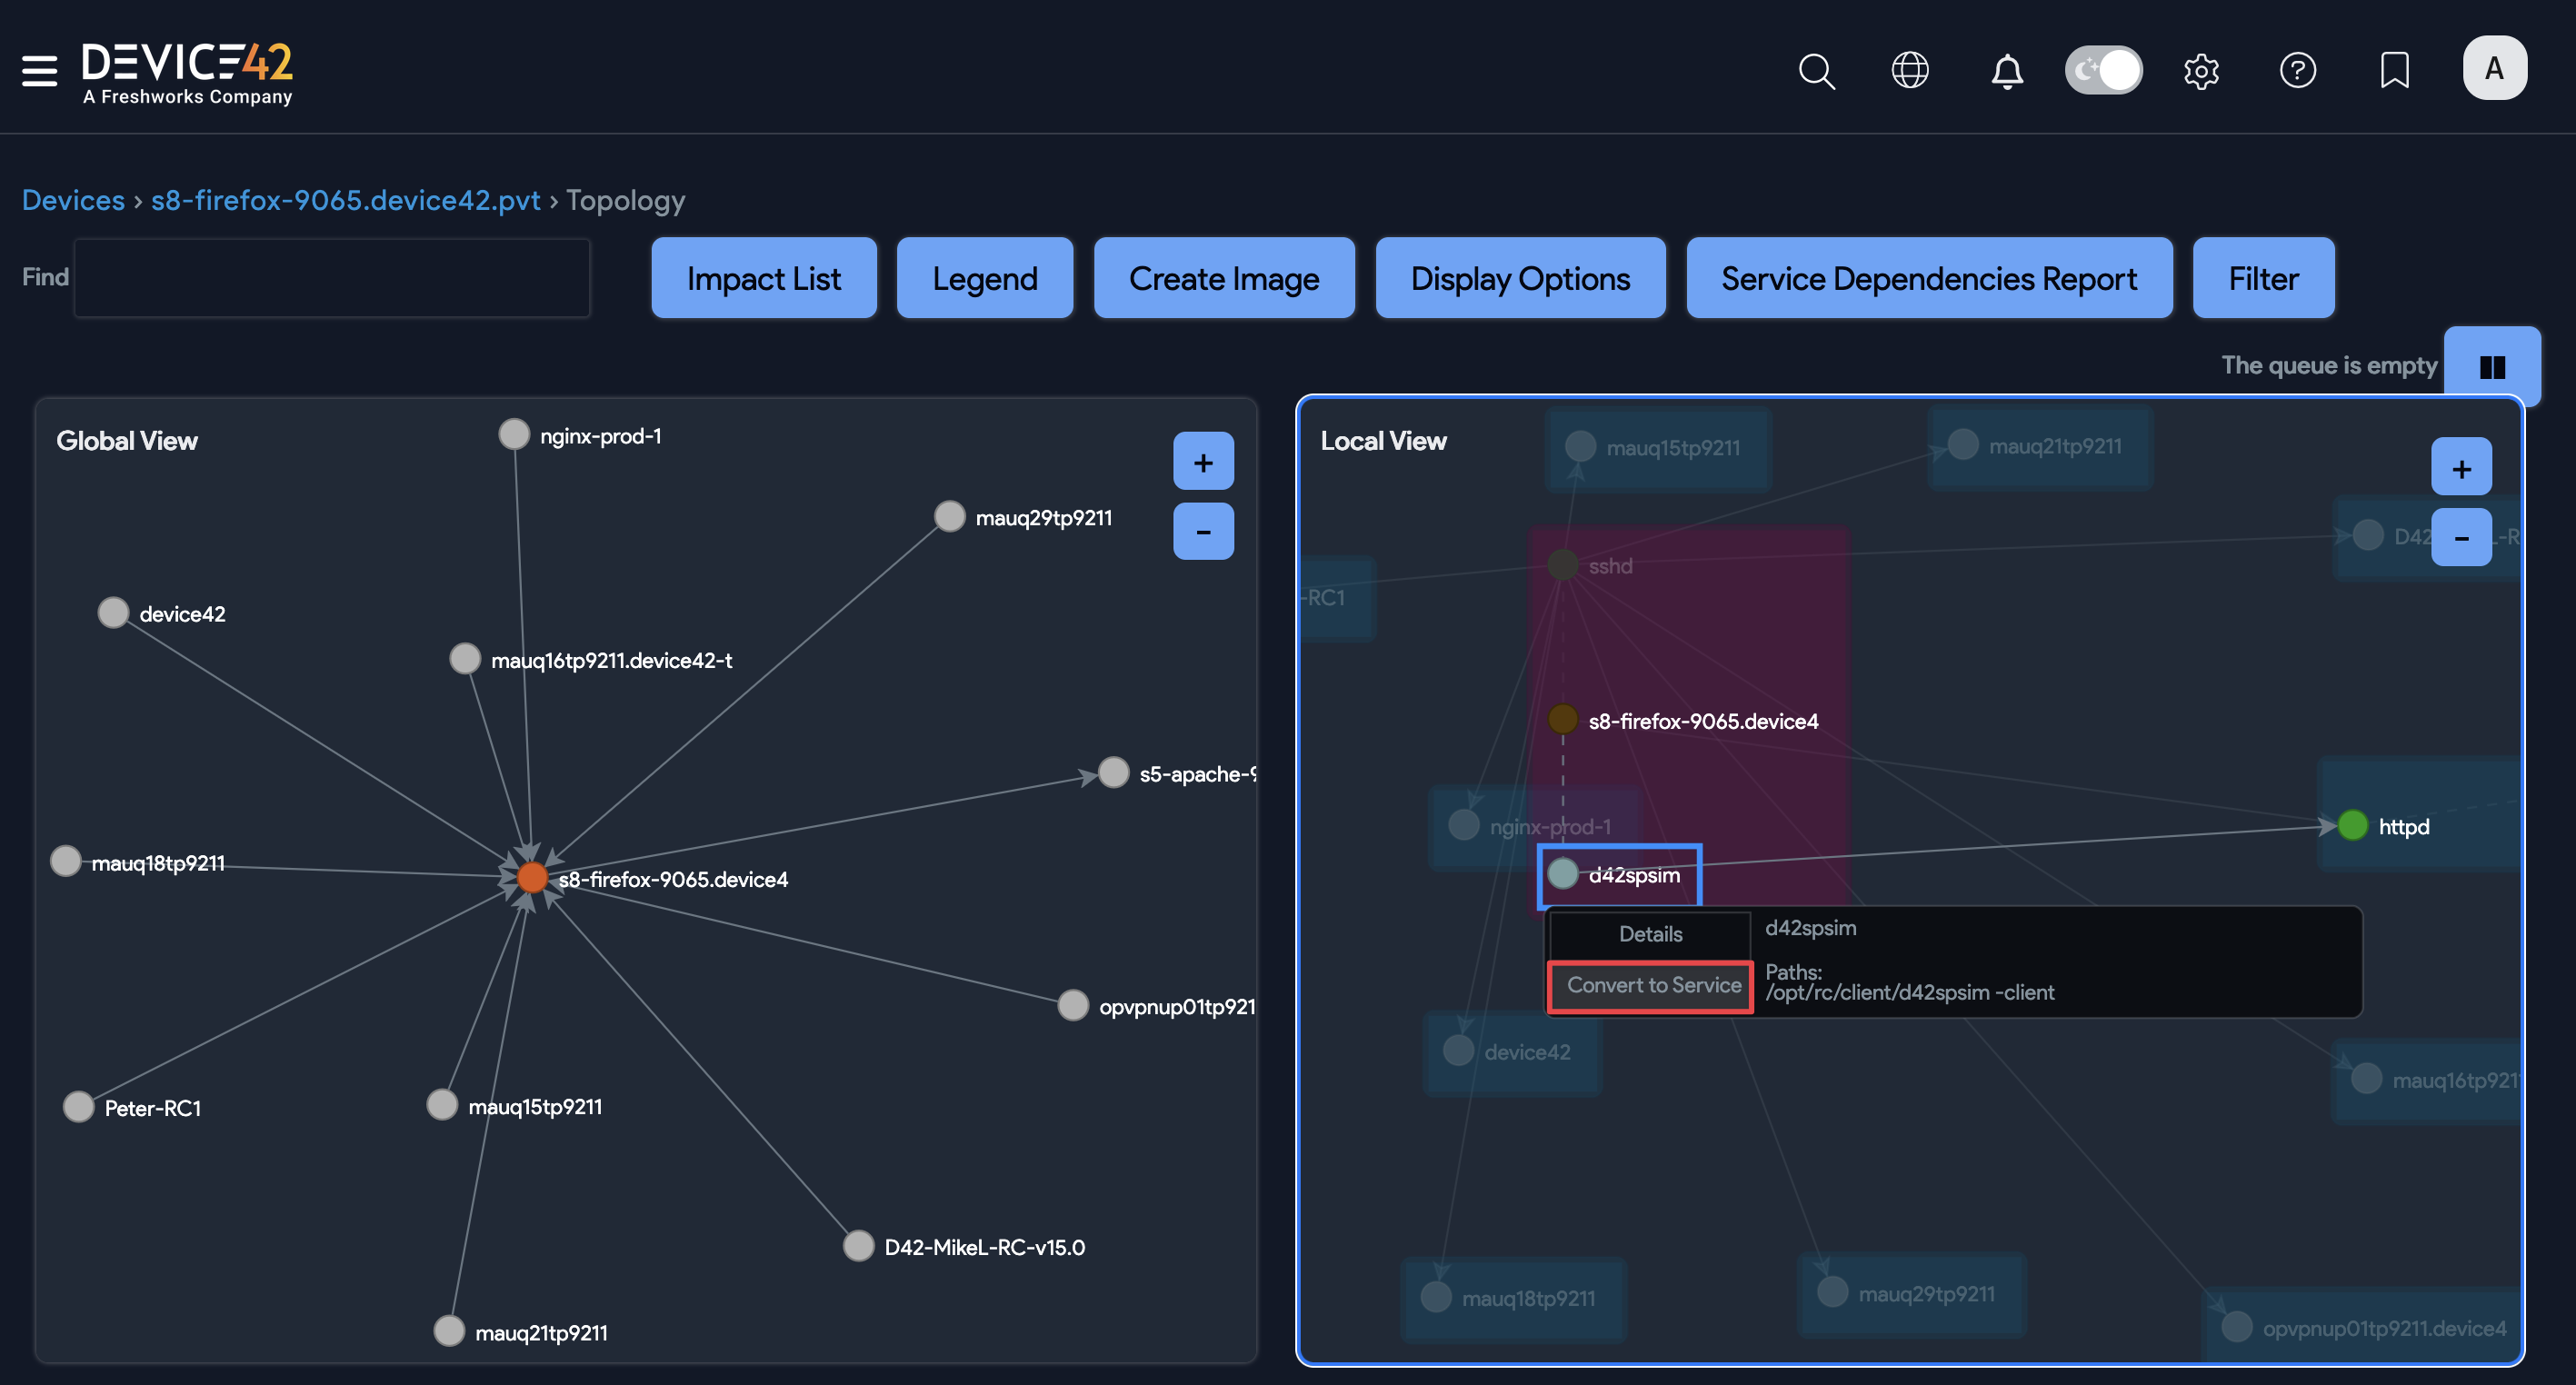 DEVICE42
A Freshworks Company
A
Devices › s8-firefox-9065.device42.pvt › Topology
Find
Impact List
Legend
Create Image
Display Options
Service Dependencies Report
Filter
The queue is empty
Global View
+
-
nginx-prod-1
mauq29tp9211
device42
mauq16tp9211.device42-t
s5-apache-9
mauq18tp9211
s8-firefox-9065.device4
opvpnup01tp921
Peter-RC1
mauq15tp9211
D42-MikeL-RC-v15.0
mauq21tp9211
Local View
+
-
mauq15tp9211
mauq21tp9211
D42
L-R
sshd
-RC1
s8-firefox-9065.device4
nginx-prod-1
httpd
d42spsim
Details
Convert to Service
d42spsim
Paths:
/opt/rc/client/d42spsim -client
device42
mauq16tp921
mauq18tp9211
mauq29tp9211
opvpnup01tp9211.device4